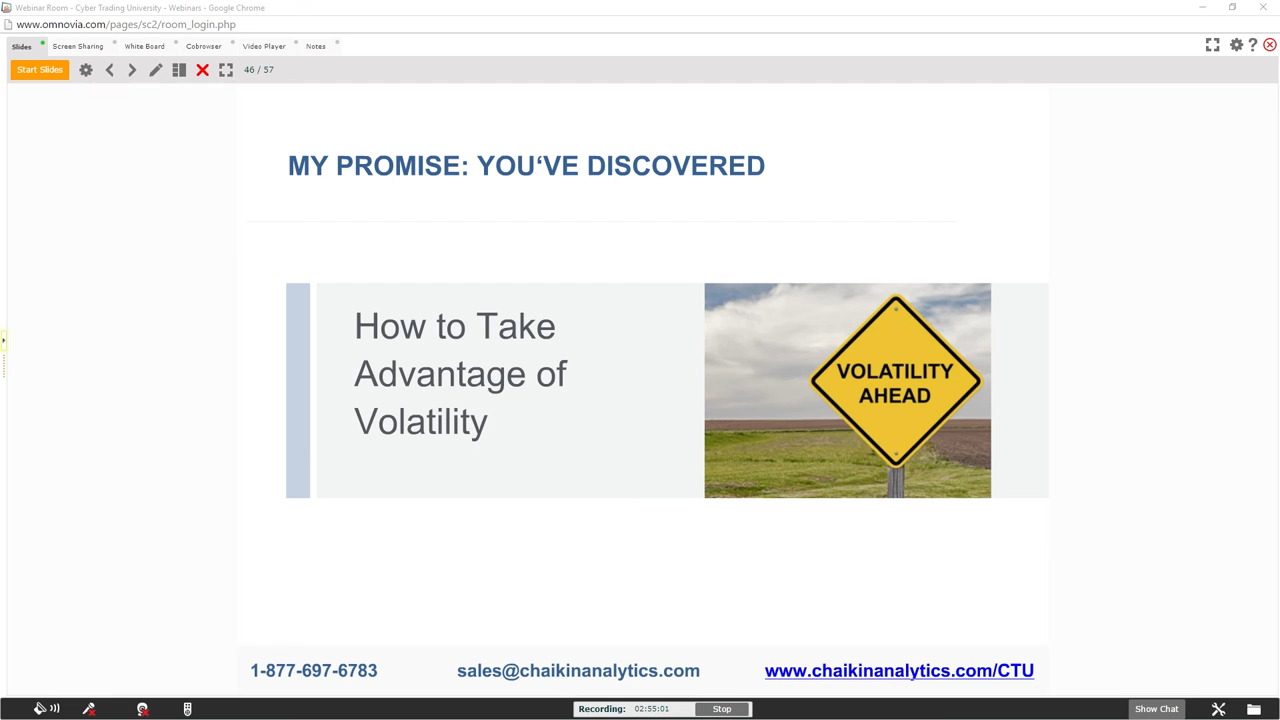 Webinar Room - Cyber Trading University - Webinars - Google Chrome
www.omnovia.com/pages/sc2/room_login.php
Slides Screen Sharing White Board Cobrowser Video Player Notes
Start Slides 46 / 57
MY PROMISE: YOU‘VE DISCOVERED
How to Take
Advantage of
Volatility
VOLATILITY
AHEAD
1-877-697-6783 sales@chaikinanalytics.com www.chaikinanalytics.com/CTU
Recording: 02:55:01 Stop Show Chat